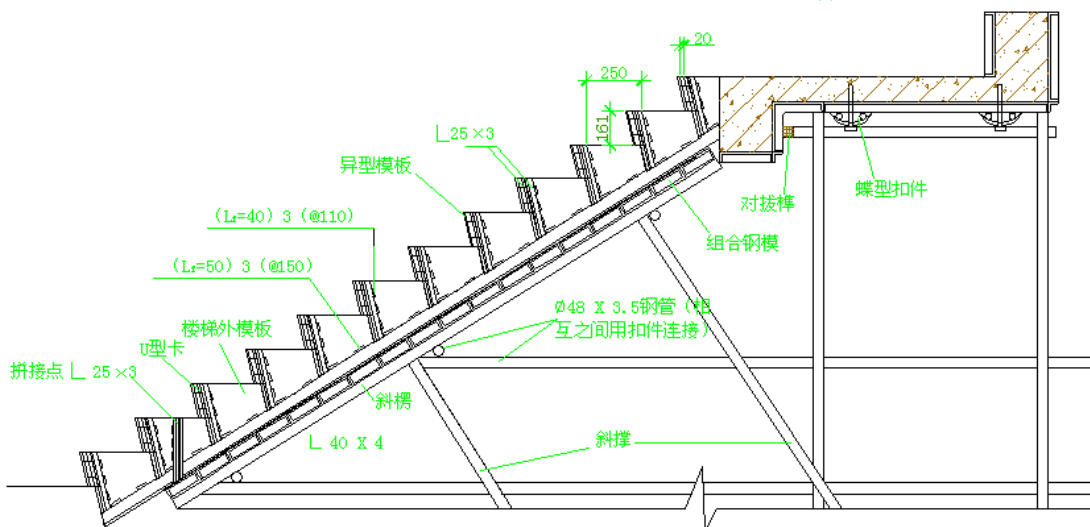 20
250
161
∟25×3
异型模板
(L₂=40) 3 (@110)
(L₂=50) 3 (@150)
楼梯外模板
U型卡
拼接点 ∟ 25×3
对拔榫
蝶型扣件
组合钢模
Ø48 X 3.5钢管(相
互之间用扣件连接)
斜楞
∟ 40 X 4
斜撑